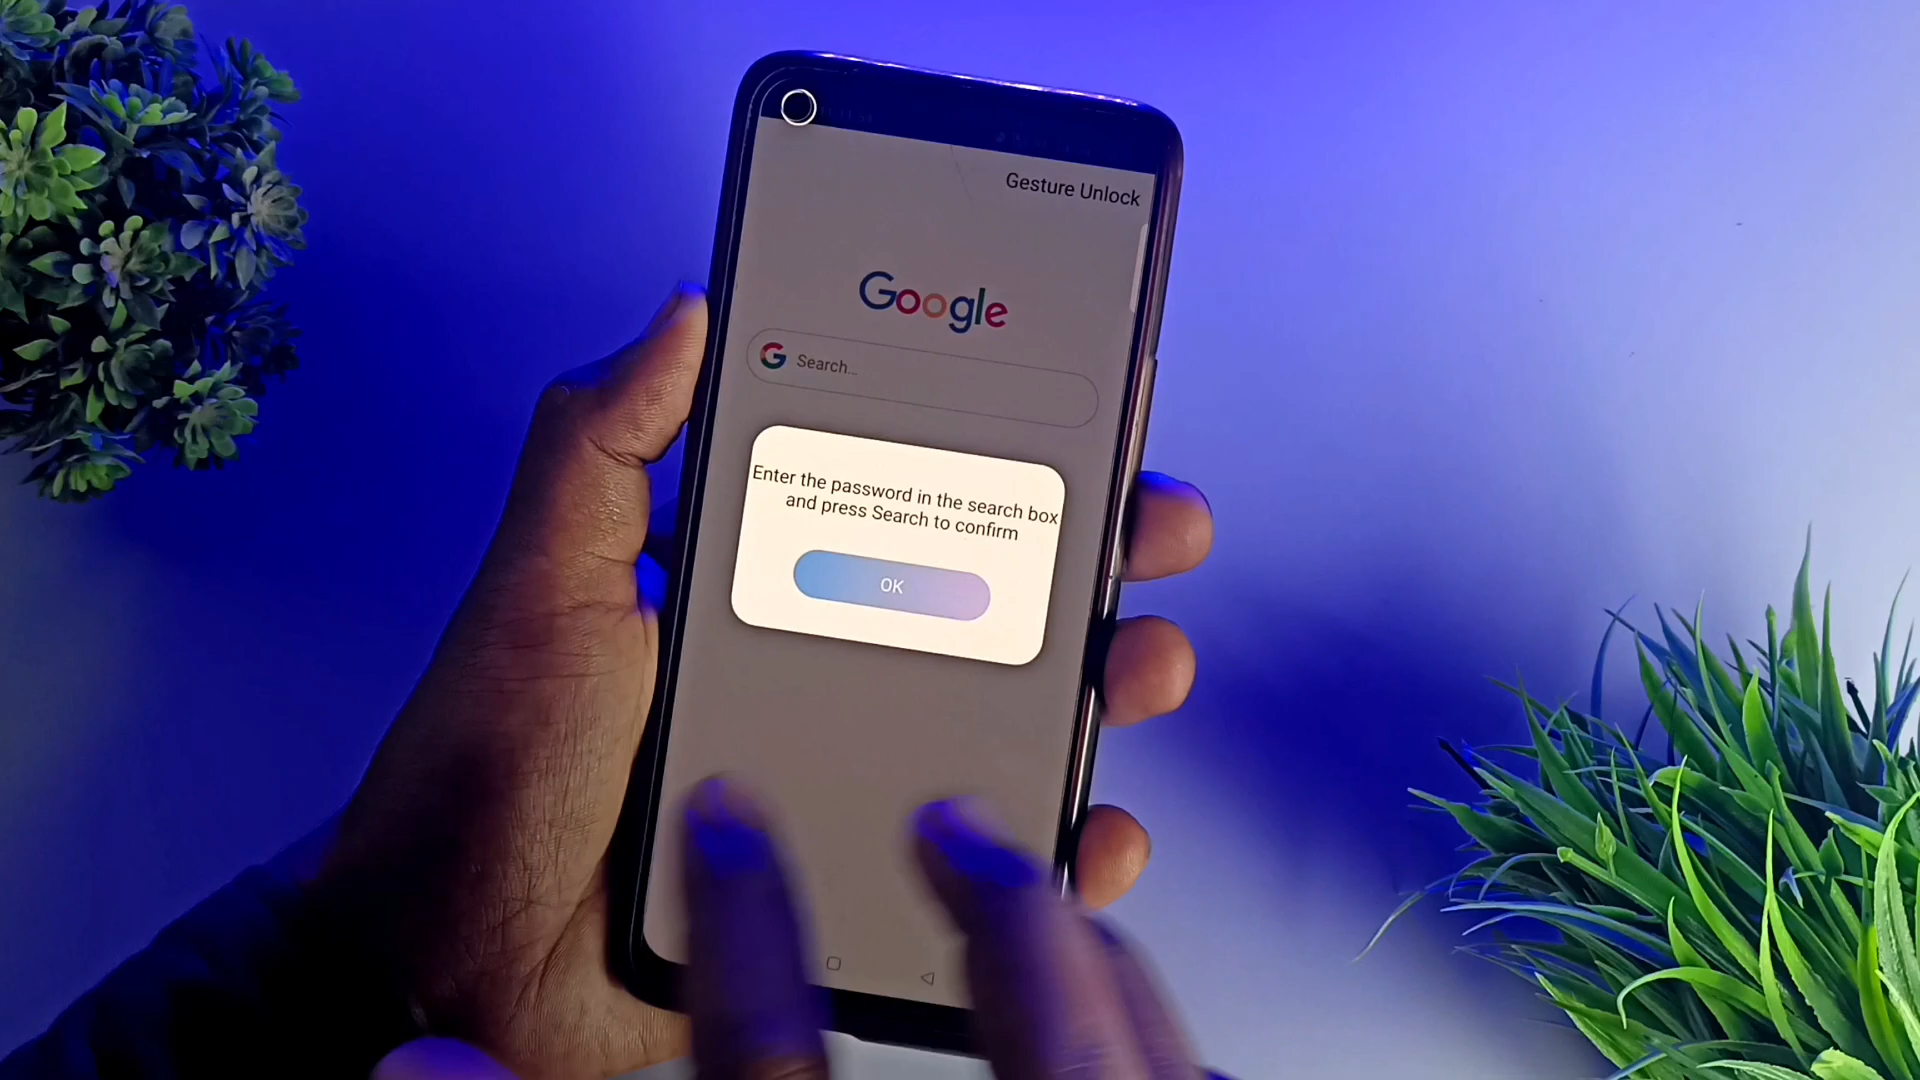 Gesture Unlock
Google
G Search...
Enter the password in the search box
and press Search to confirm
OK